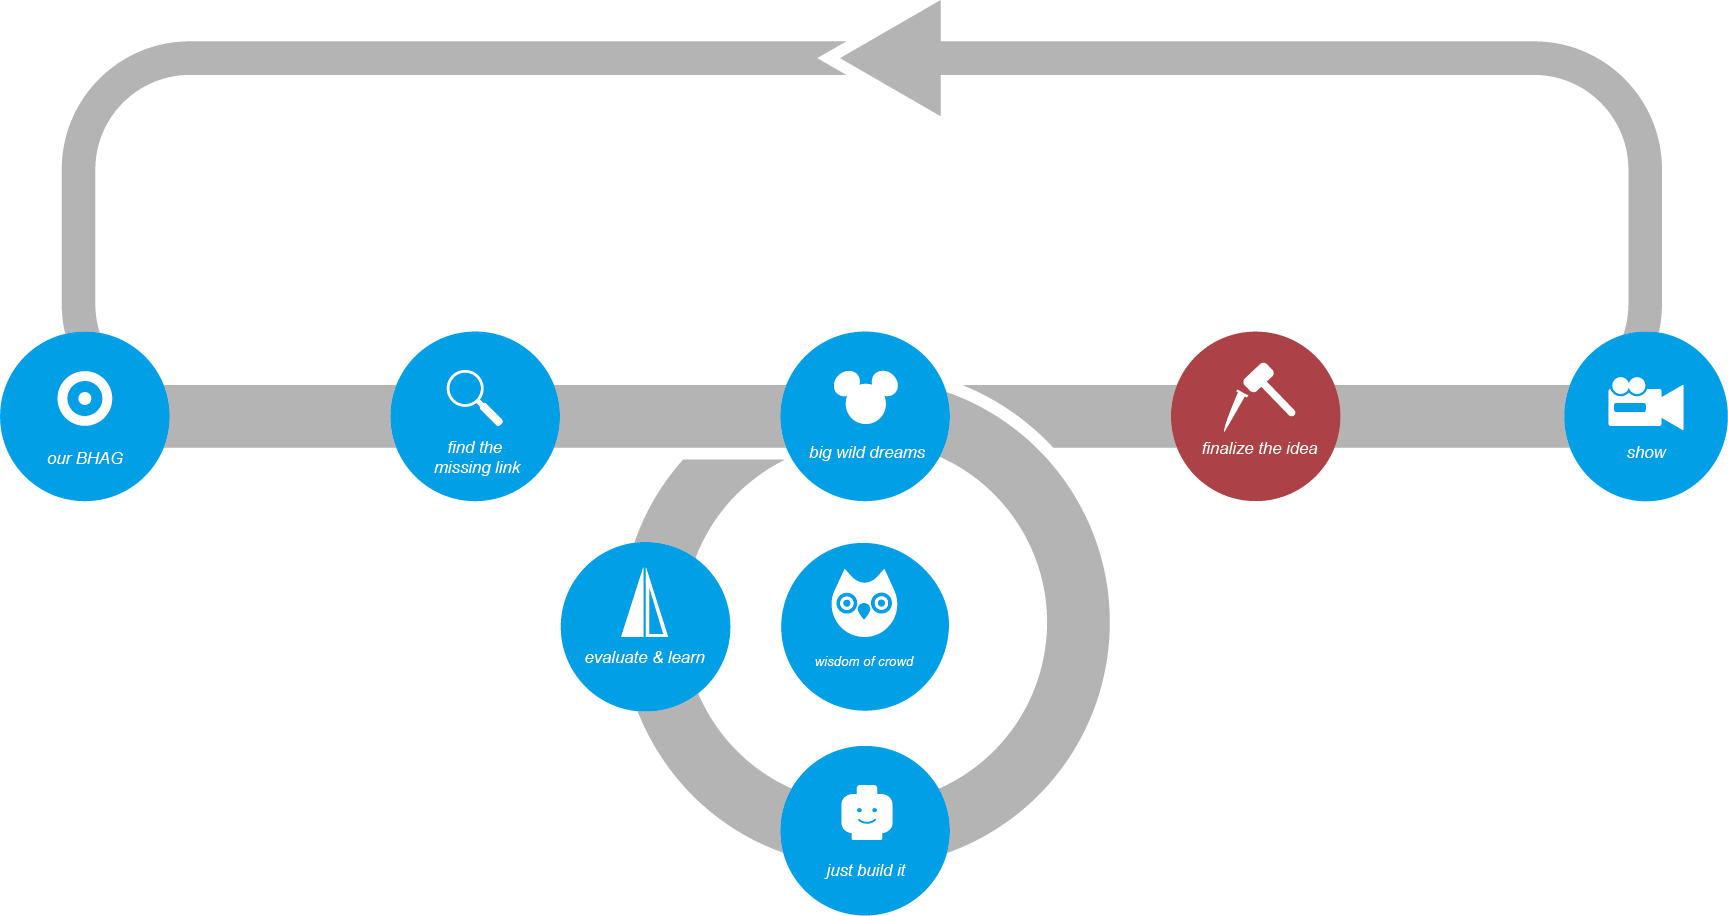 our BHAG
find the
missing link
big wild dreams
finalize the idea
show
evaluate & learn
wisdom of crowd
just build it